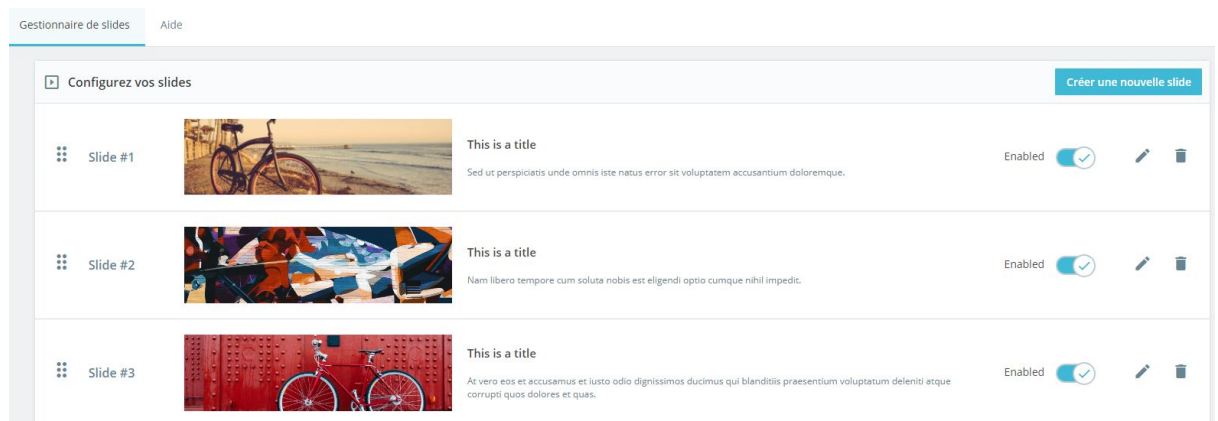 Gestionnaire de slides
Aide
Configurez vos slides
Créer une nouvelle slide
Slide #1
This is a title
Sed ut perspiciatis unde omnis iste natus error sit voluptatem accusantium doloremque.
Enabled
Slide #2
This is a title
Nam libero tempore cum soluta nobis est eligendi optio cumque nihil impedit.
Enabled
Slide #3
This is a title
At vero eos et accusamus et iusto odio dignissimos ducimus qui blanditiis praesentium voluptatum deleniti atque
corrupti quos dolores et quas.
Enabled